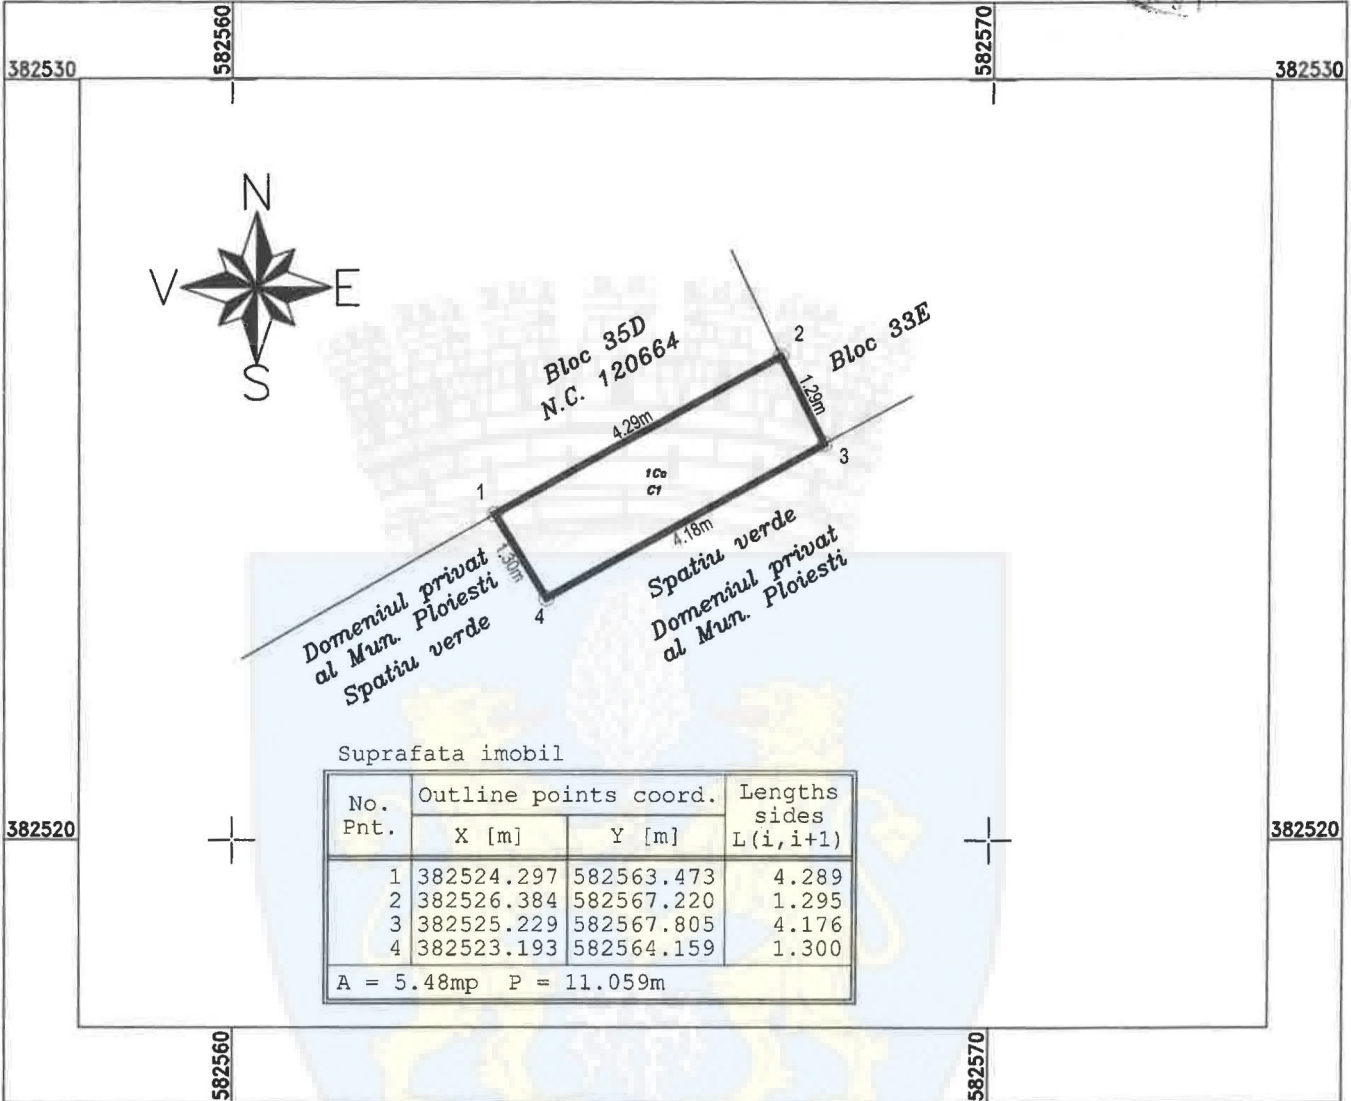 582560
582570
382530
382530
N
V
E
S
Bloc 35D
N.C. 120664
2
Bloc 33E
1.29m
4.29m
3
1
1Cc
C1
4.18m
1.30m
4
Domeniul privat
al Mun. Ploiesti
Spatiu verde
Spatiu verde
Domeniul privat
al Mun. Ploiesti
Suprafata imobil
No. Pnt.
Outline points coord.
Lengths sides L(i,i+1)
X [m] Y [m]
1 382524.297 582563.473 4.289
2 382526.384 582567.220 1.295
3 382525.229 582567.805 4.176
4 382523.193 582564.159 1.300
A = 5.48mp P = 11.059m
382520
382520
582560
582570